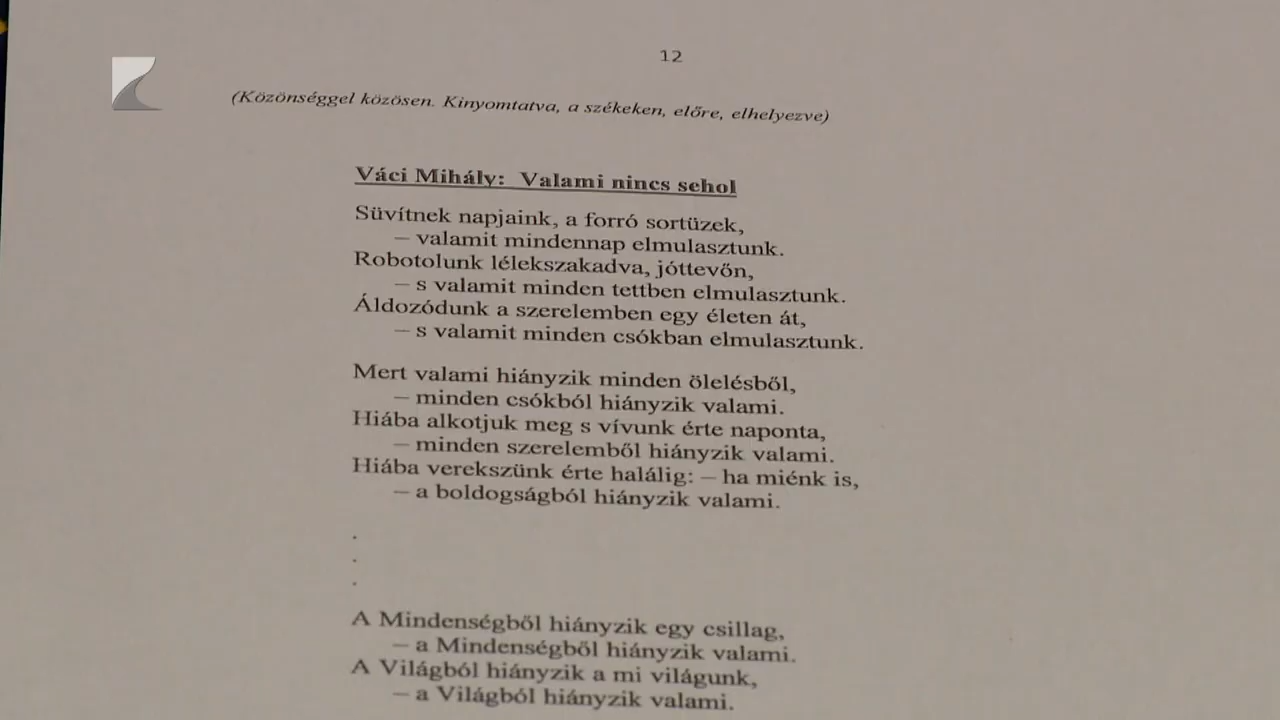 12
(Közönséggel közösen. Kinyomtatva, a székeken, előre, elhelyezve)
Váci Mihály: Valami nincs sehol
Süvítnek napjaink, a forró sortüzek,
– valamit mindennap elmulasztunk.
Robotolunk lélekszakadva, jóttevőn,
– s valamit minden tettben elmulasztunk.
Áldozódunk a szerelemben egy életen át,
– s valamit minden csókban elmulasztunk.
Mert valami hiányzik minden ölelésből,
– minden csókból hiányzik valami.
Hiába alkotjuk meg s vívunk érte naponta,
– minden szerelemből hiányzik valami.
Hiába verekszünk érte halálig: – ha miénk is,
– a boldogságból hiányzik valami.
.
.
.
A Mindenségből hiányzik egy csillag,
– a Mindenségből hiányzik valami.
A Világból hiányzik a mi világunk,
– a Világból hiányzik valami.